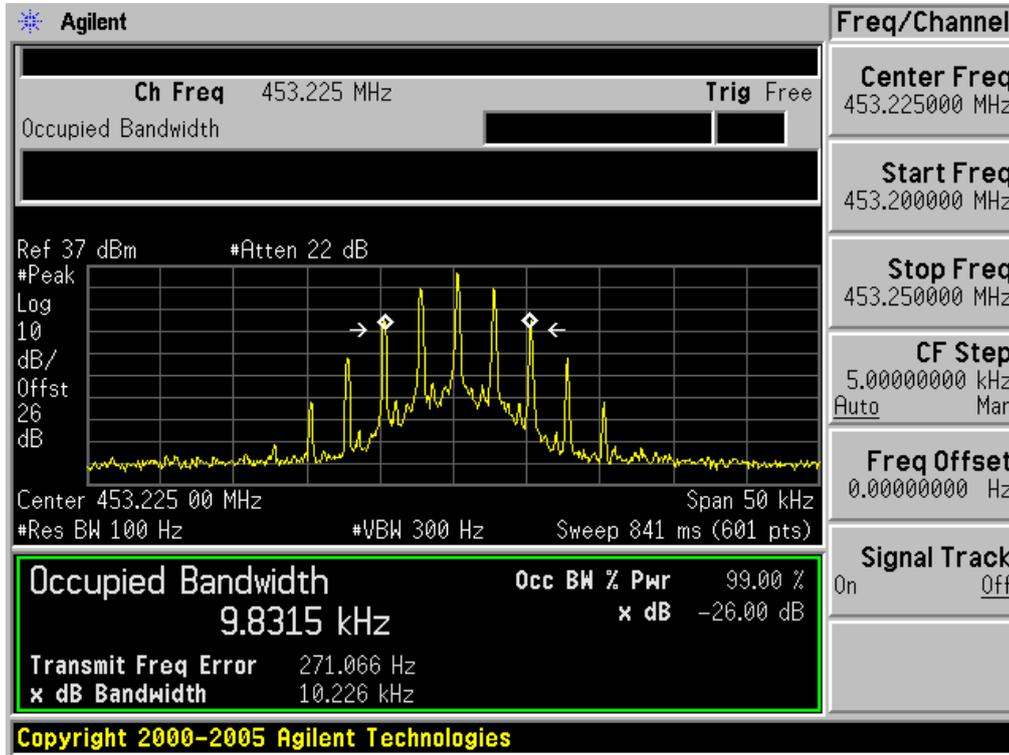 Agilent
Freq/Channel
Ch Freq 453.225 MHz Trig Free
Occupied Bandwidth
Center Freq
453.225000 MHz
Start Freq
453.200000 MHz
Stop Freq
453.250000 MHz
CF Step
5.00000000 kHz
Auto Man
Freq Offset
0.00000000 Hz
Signal Track
On Off
Ref 37 dBm #Atten 22 dB
#Peak
Log
10
dB/
Offst
26
dB
Center 453.225 00 MHz Span 50 kHz
#Res BW 100 Hz #VBW 300 Hz Sweep 841 ms (601 pts)
Occupied Bandwidth Occ BW % Pwr 99.00 %
9.8315 kHz x dB -26.00 dB
Transmit Freq Error 271.066 Hz
x dB Bandwidth 10.226 kHz
Copyright 2000-2005 Agilent Technologies